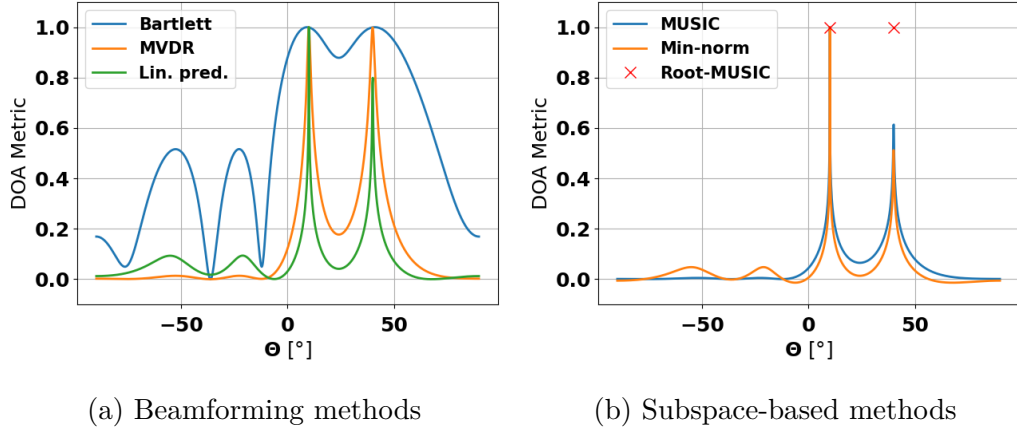 Bartlett
MVDR
Lin. pred.
1.0
0.8
0.6
0.4
0.2
0.0
DOA Metric
−50
0
50
Θ [°]
(a) Beamforming methods
MUSIC
Min-norm
Root-MUSIC
1.0
0.8
0.6
0.4
0.2
0.0
DOA Metric
−50
0
50
Θ [°]
(b) Subspace-based methods